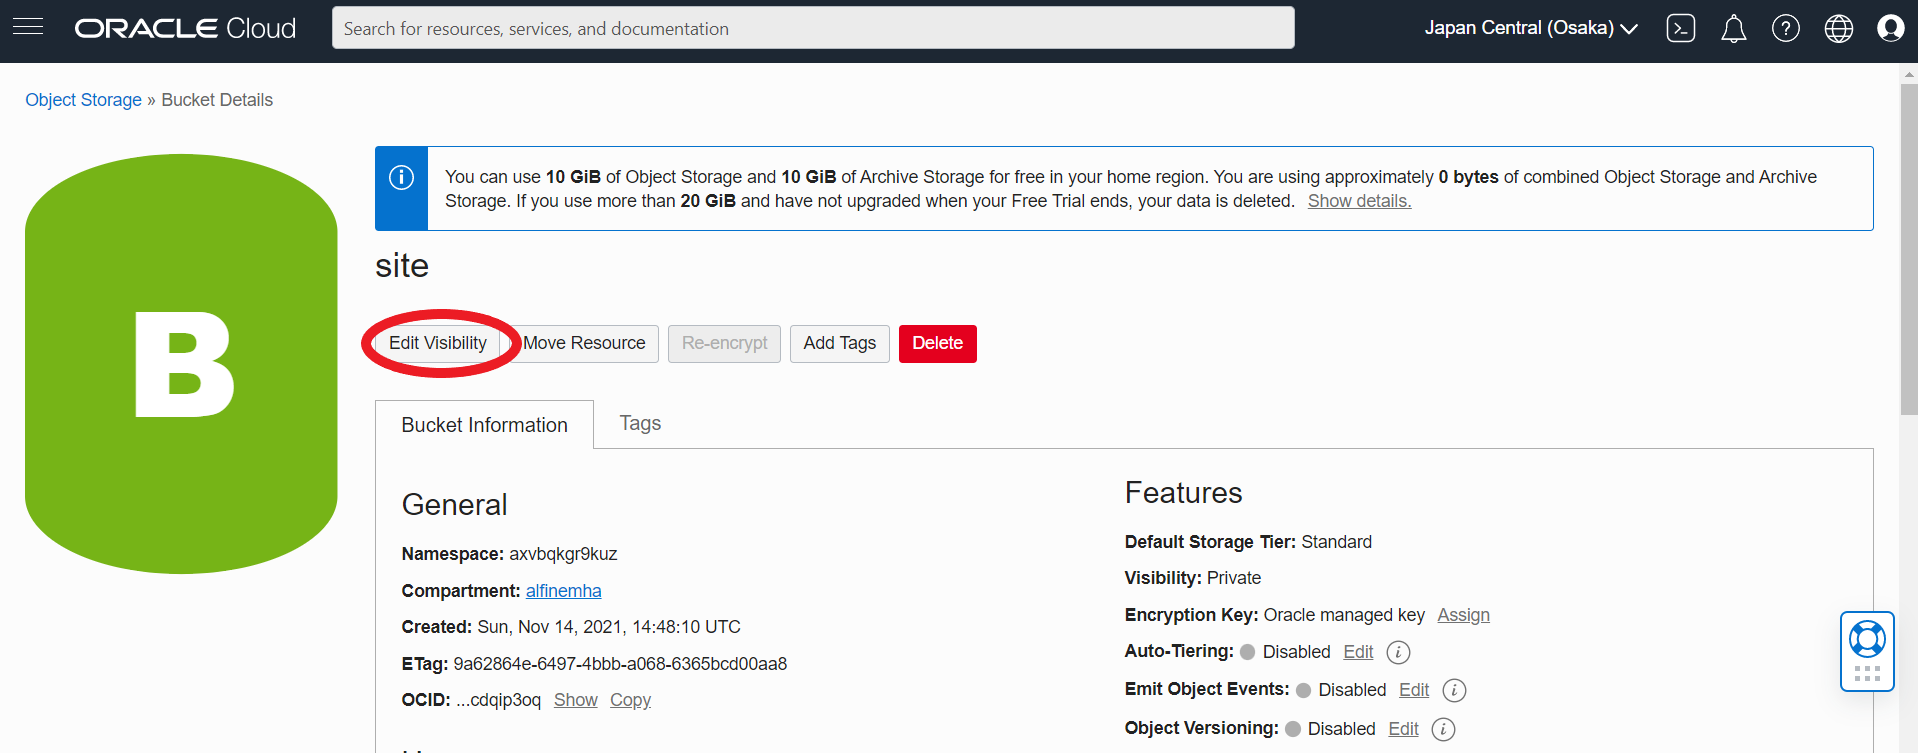 ORACLE Cloud
Search for resources, services, and documentation
Japan Central (Osaka)
Object Storage » Bucket Details
You can use 10 GiB of Object Storage and 10 GiB of Archive Storage for free in your home region. You are using approximately 0 bytes of combined Object Storage and Archive
Storage. If you use more than 20 GiB and have not upgraded when your Free Trial ends, your data is deleted. Show details.
B
site
Edit Visibility Move Resource Re-encrypt Add Tags Delete
Bucket Information Tags
General
Namespace: axvbqkgr9kuz
Compartment: alfinemha
Created: Sun, Nov 14, 2021, 14:48:10 UTC
ETag: 9a62864e-6497-4bbb-a068-6365bcd00aa8
OCID: ...cdqip3oq Show Copy
Features
Default Storage Tier: Standard
Visibility: Private
Encryption Key: Oracle managed key Assign
Auto-Tiering: Disabled Edit
Emit Object Events: Disabled Edit
Object Versioning: Disabled Edit